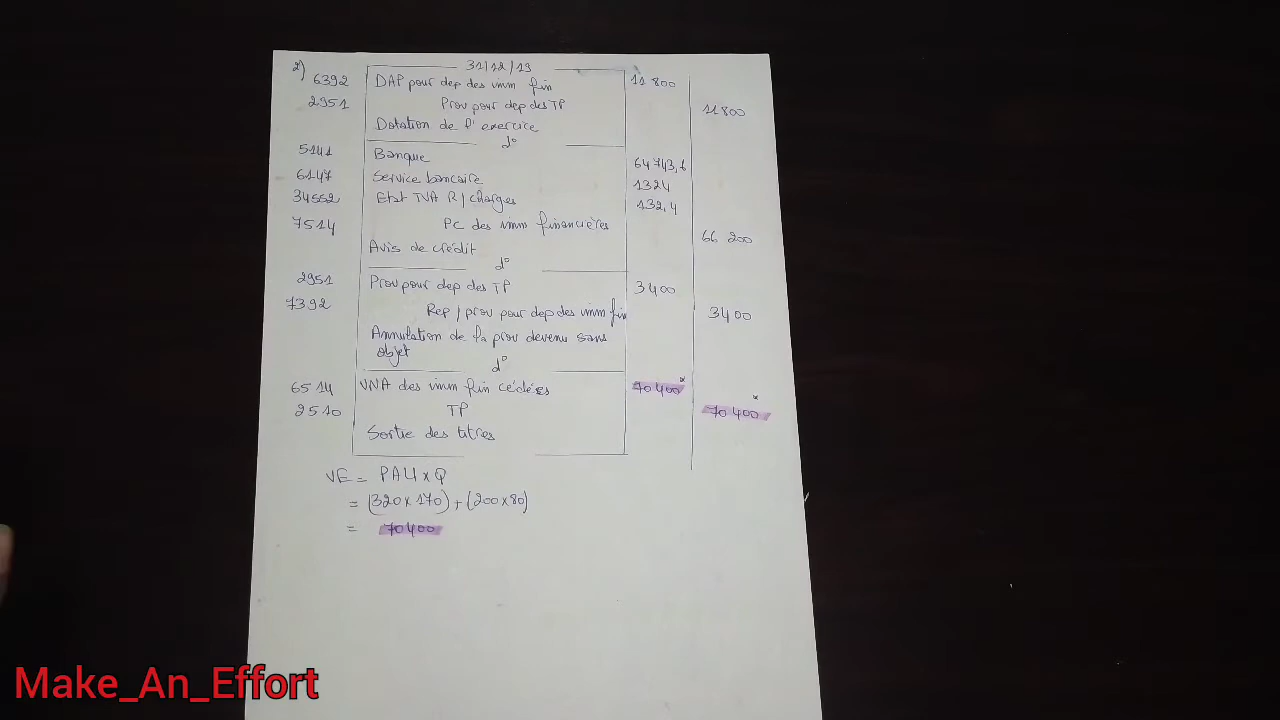 2) 31/12/19
6392 DAP pour dep des imm fin 11 800
2951 Prov pour dep des TP 11 800
Dotation de l'exercice
d°
5141 Banque 64 743,6
6147 Service bancaire 1324
34552 Etat TVA R/charges 132,4
7514 PC des imm financières 66 200
Avis de crédit
d°
2951 Prov pour dep des TP 3400
7392 Rep/prov pour dep des imm fin 3400
Annulation de la prov devenu sans
objet
d°
6514 VNA des imm fin cédées 70 400*
2510 TP 70 400*
Sortie des titres
VE = PAU x Q
= (320 x 170) + (200 x 80)
= 70 400
Make_An_Effort